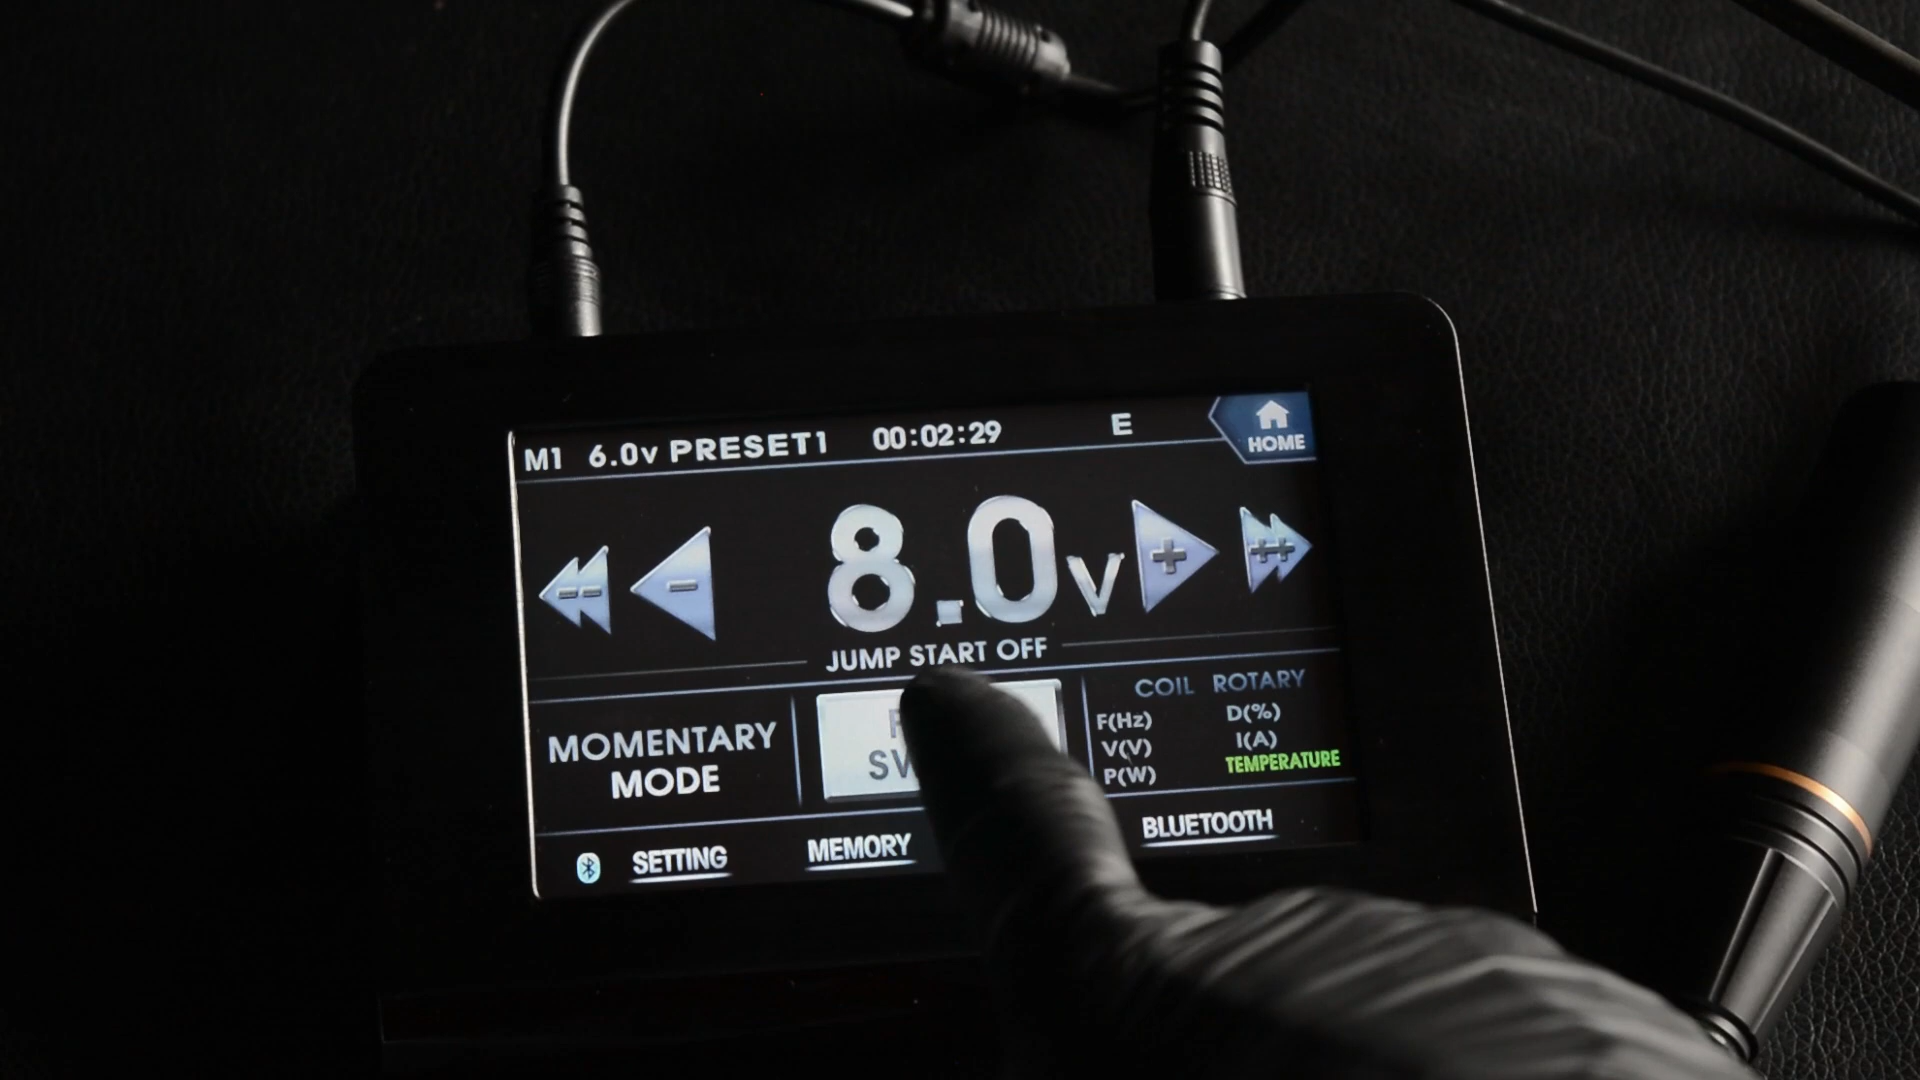 M1 6.0v PRESET1 00:02:29 E
HOME
-- - 8.0v + ++
JUMP START OFF
MOMENTARY
MODE
COIL ROTARY
F(Hz) D(%)
V(V) I(A)
P(W) TEMPERATURE
SETTING MEMORY BLUETOOTH